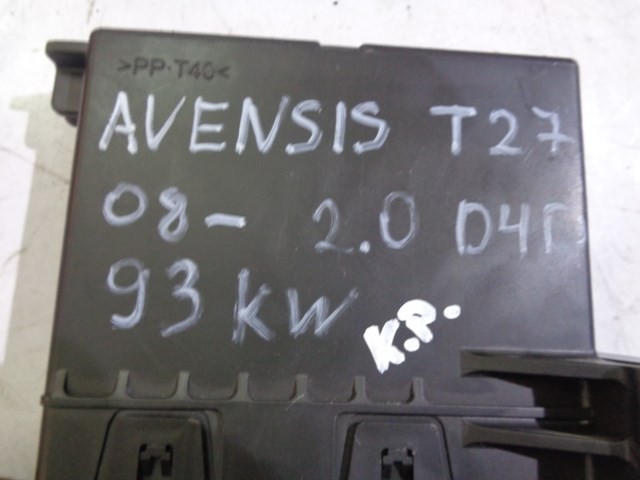 >PP-T40<
AVENSIS T27
08- 2.0 D4D
93 KW
K.P.